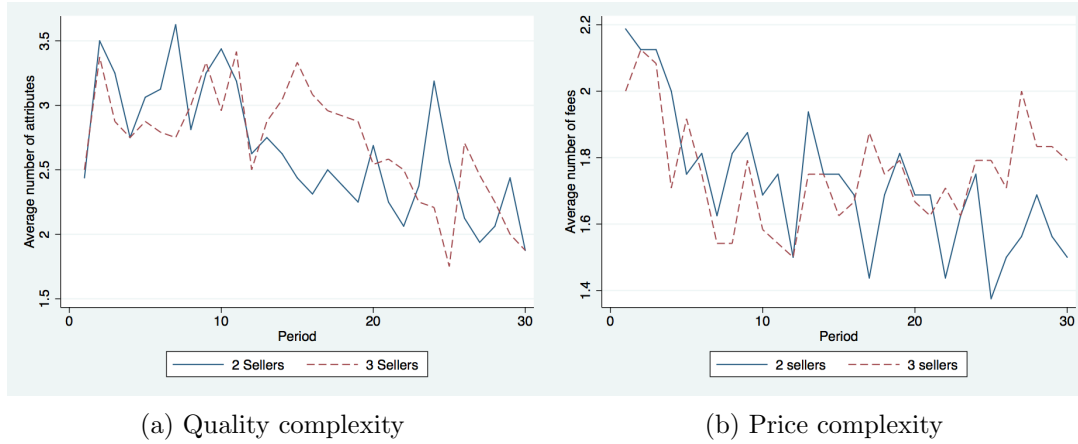 Average number of attributes
3.5
3
2.5
2
1.5
0
10
20
30
Period
2 Sellers
3 Sellers
(a) Quality complexity
Average number of fees
2.2
2
1.8
1.6
1.4
0
10
20
30
Period
2 sellers
3 sellers
(b) Price complexity